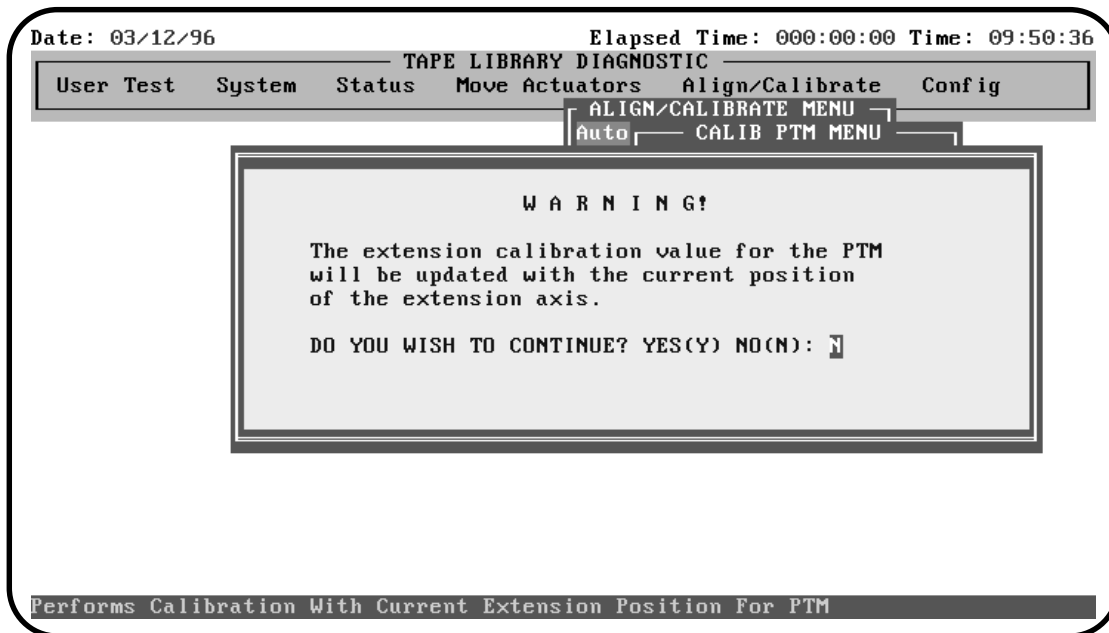 Date: 03/12/96 Elapsed Time: 000:00:00 Time: 09:50:36
TAPE LIBRARY DIAGNOSTIC
User Test System Status Move Actuators Align/Calibrate Config
ALIGN/CALIBRATE MENU
Auto CALIB PTM MENU
W A R N I N G!
The extension calibration value for the PTM
will be updated with the current position
of the extension axis.
DO YOU WISH TO CONTINUE? YES(Y) NO(N): N
Performs Calibration With Current Extension Position For PTM